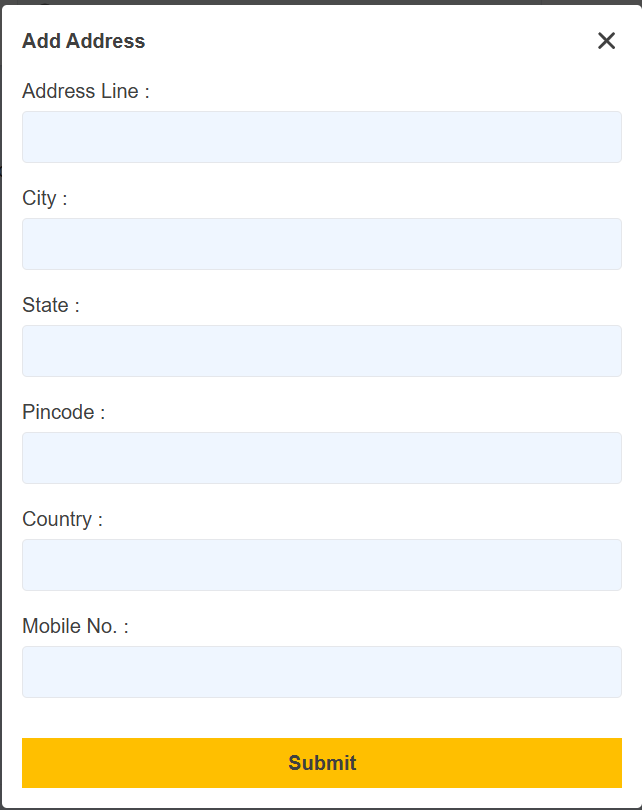 Add Address
Address Line :
City :
State :
Pincode :
Country :
Mobile No. :
Submit